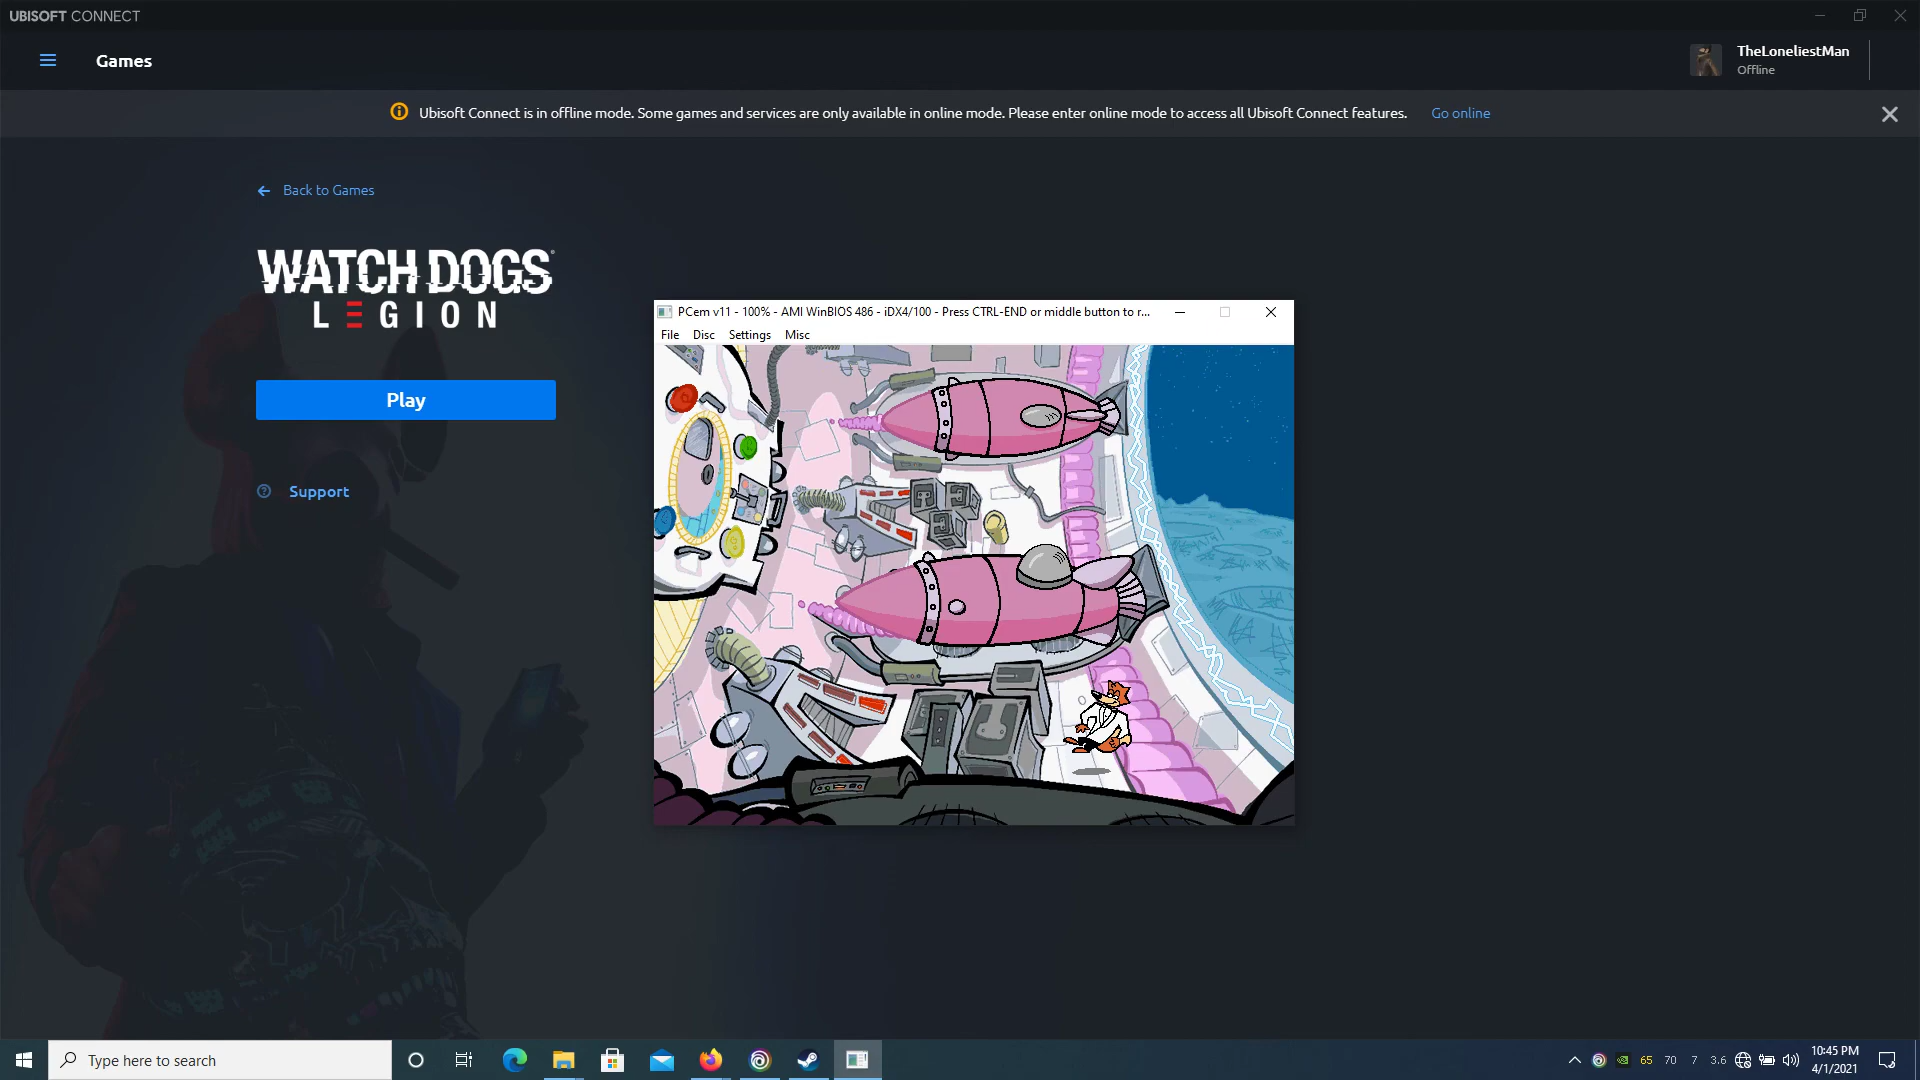 UBISOFT CONNECT
Games
TheLoneliestMan
Offline
Ubisoft Connect is in offline mode. Some games and services are only available in online mode. Please enter online mode to access all Ubisoft Connect features. Go online
Back to Games
WATCH DOGS
LEGION
Play
Support
PCem v11 - 100% - AMI WinBIOS 486 - iDX4/100 - Press CTRL-END or middle button to r...
File Disc Settings Misc
Type here to search
65 70 7 3.6
10:45 PM
4/1/2021